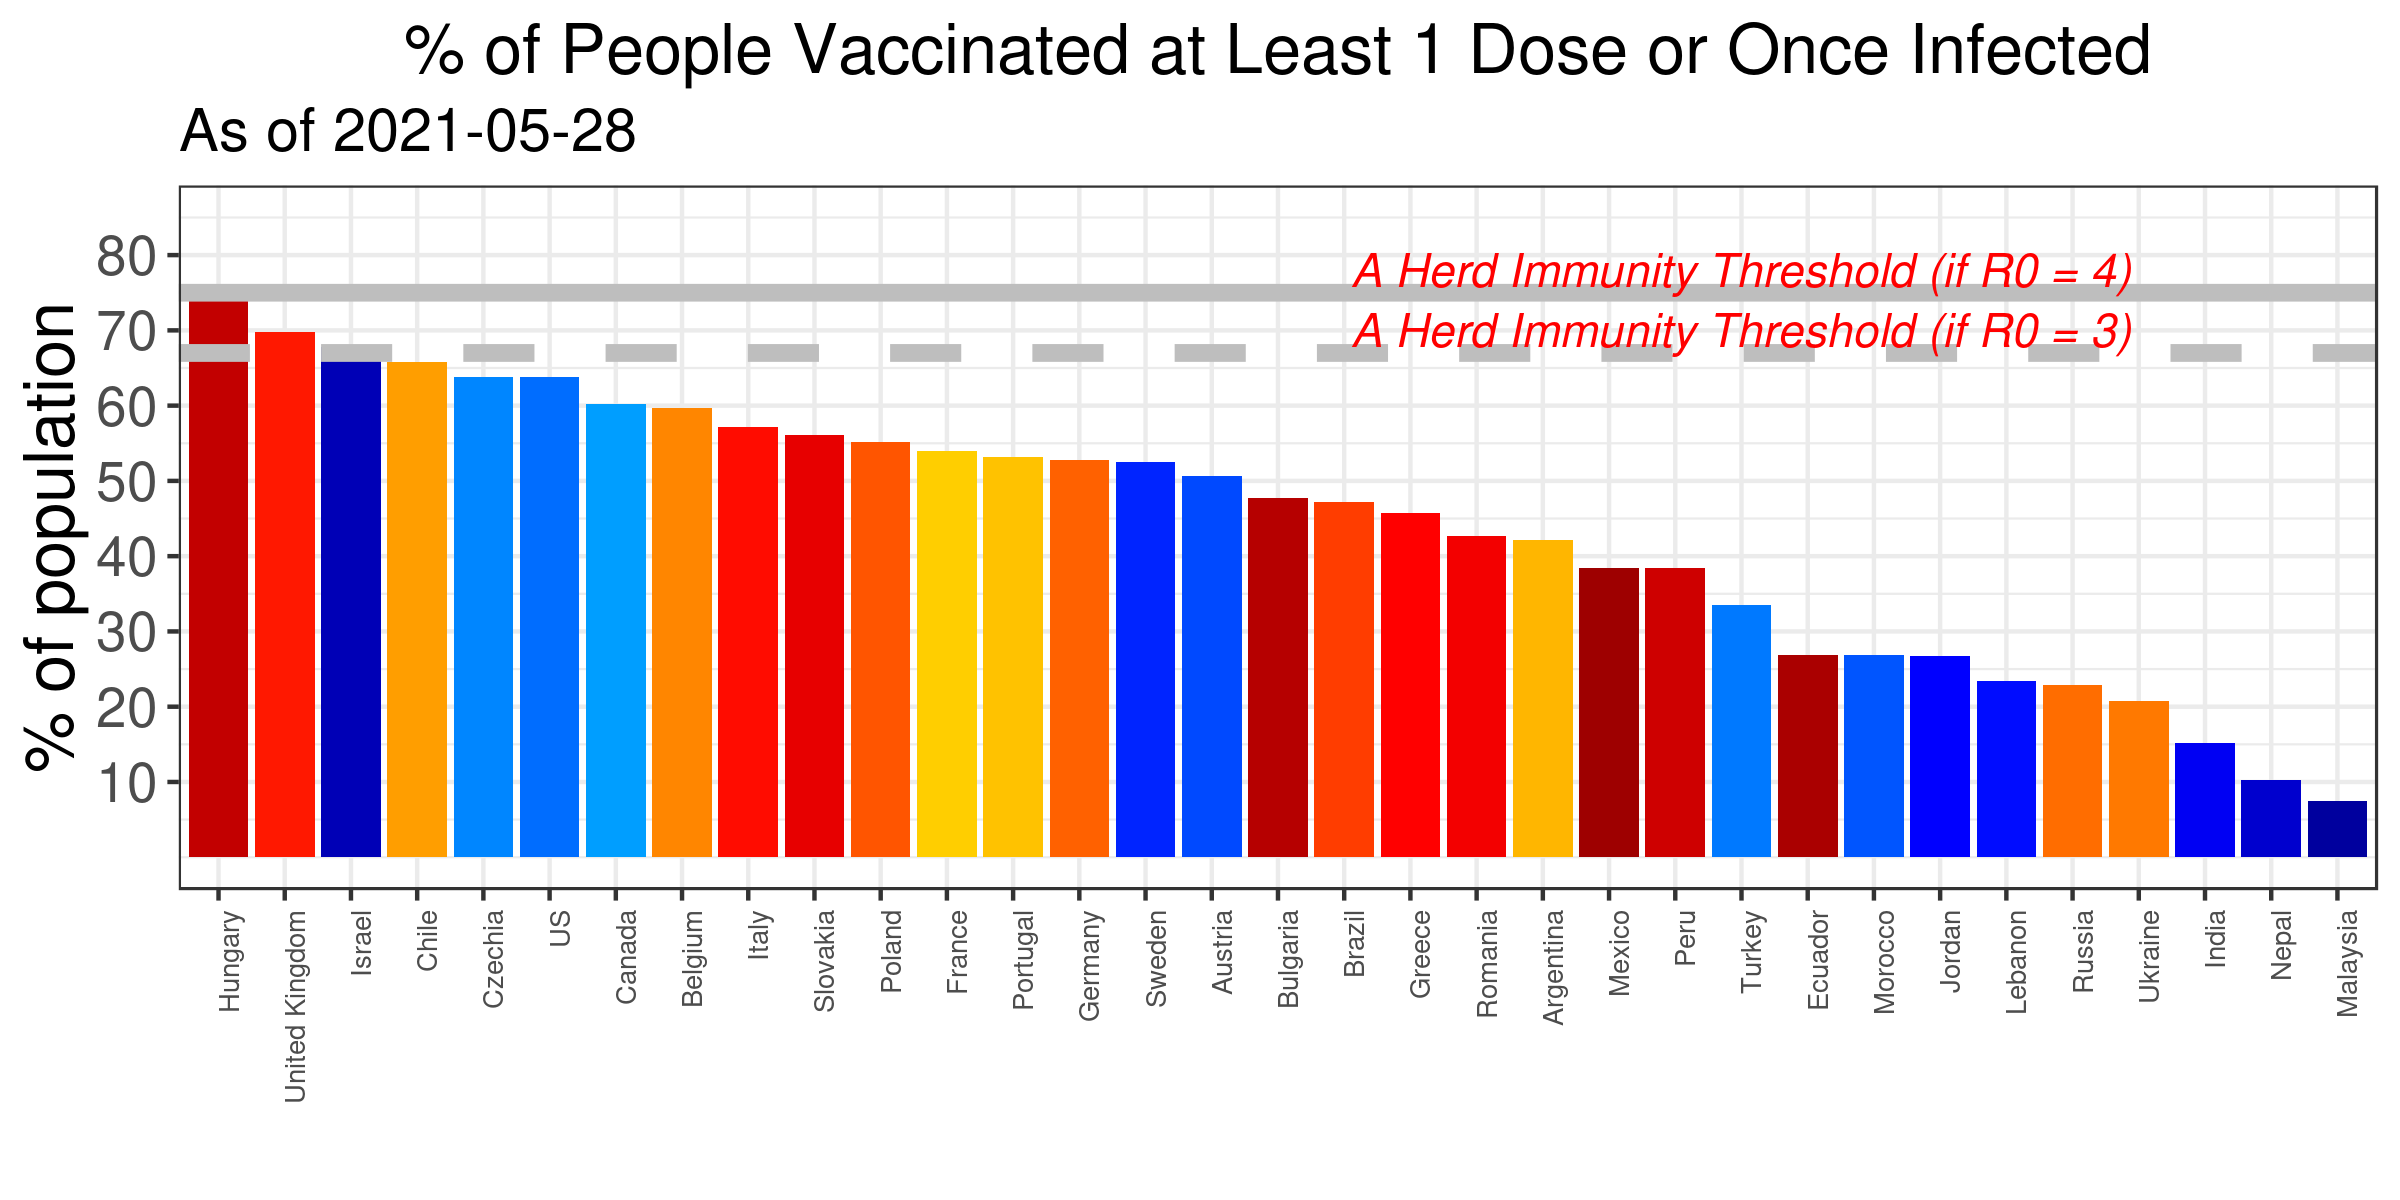 % of People Vaccinated at Least 1 Dose or Once Infected
As of 2021-05-28
% of population
80
70
60
50
40
30
20
10
A Herd Immunity Threshold (if R0 = 4)
A Herd Immunity Threshold (if R0 = 3)
Hungary
United Kingdom
Israel
Chile
Czechia
US
Canada
Belgium
Italy
Slovakia
Poland
France
Portugal
Germany
Sweden
Austria
Bulgaria
Brazil
Greece
Romania
Argentina
Mexico
Peru
Turkey
Ecuador
Morocco
Jordan
Lebanon
Russia
Ukraine
India
Nepal
Malaysia